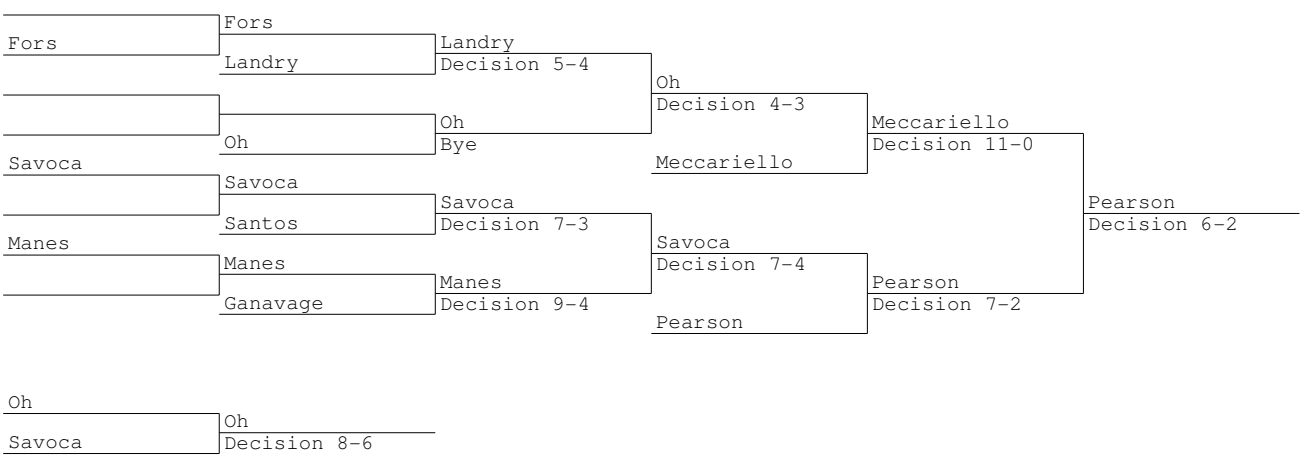 Fors
Fors
Landry
Landry
Decision 5-4
Oh
Decision 4-3
Oh
Oh
Bye
Meccariello
Decision 11-0
Meccariello
Savoca
Savoca
Santos
Savoca
Decision 7-3
Pearson
Decision 6-2
Manes
Manes
Ganavage
Manes
Decision 9-4
Savoca
Decision 7-4
Pearson
Decision 7-2
Pearson
Oh
Savoca
Oh
Decision 8-6